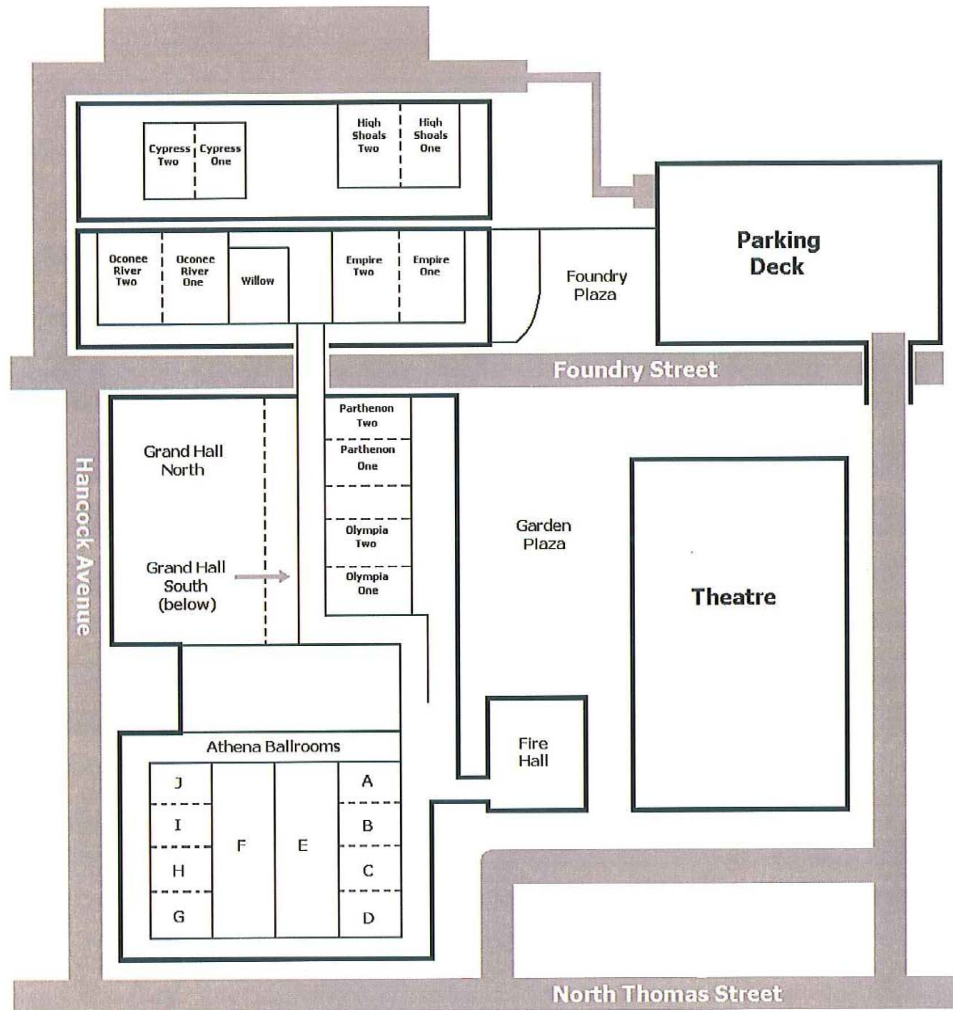 High
Shoals
Two
High
Shoals
One
Cypress
Two
Cypress
One
Parking
Deck
Oconee
River
Two
Oconee
River
One
Willow
Empire
Two
Empire
One
Foundry
Plaza
Foundry Street
Hancock Avenue
Grand Hall
North
Parthenon
Two
Parthenon
One
Grand Hall
South
(below)
Olympia
Two
Olympia
One
Garden
Plaza
Theatre
Fire
Hall
Athena Ballrooms
J
I
H
G
F
E
A
B
C
D
North Thomas Street